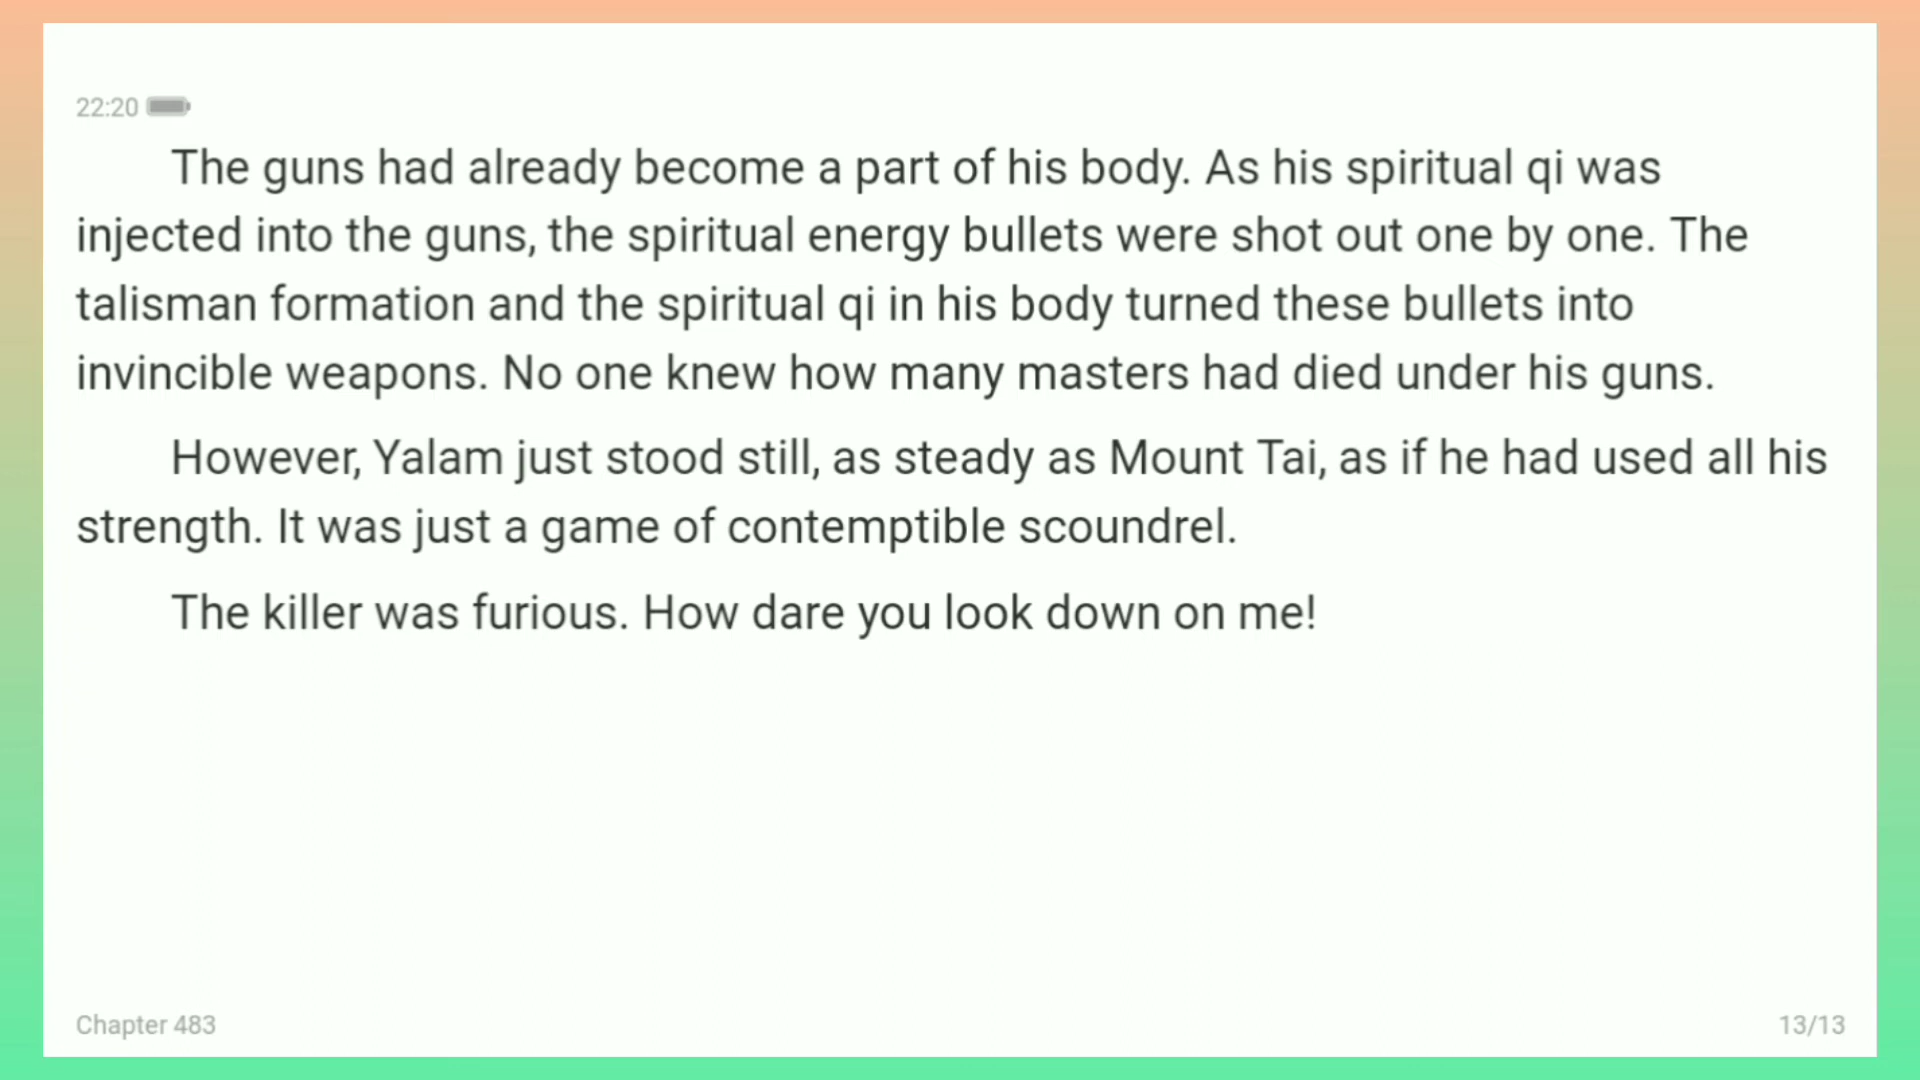 22:20
The guns had already become a part of his body. As his spiritual qi was
injected into the guns, the spiritual energy bullets were shot out one by one. The
talisman formation and the spiritual qi in his body turned these bullets into
invincible weapons. No one knew how many masters had died under his guns.
However, Yalam just stood still, as steady as Mount Tai, as if he had used all his
strength. It was just a game of contemptible scoundrel.
The killer was furious. How dare you look down on me!
Chapter 483
13/13